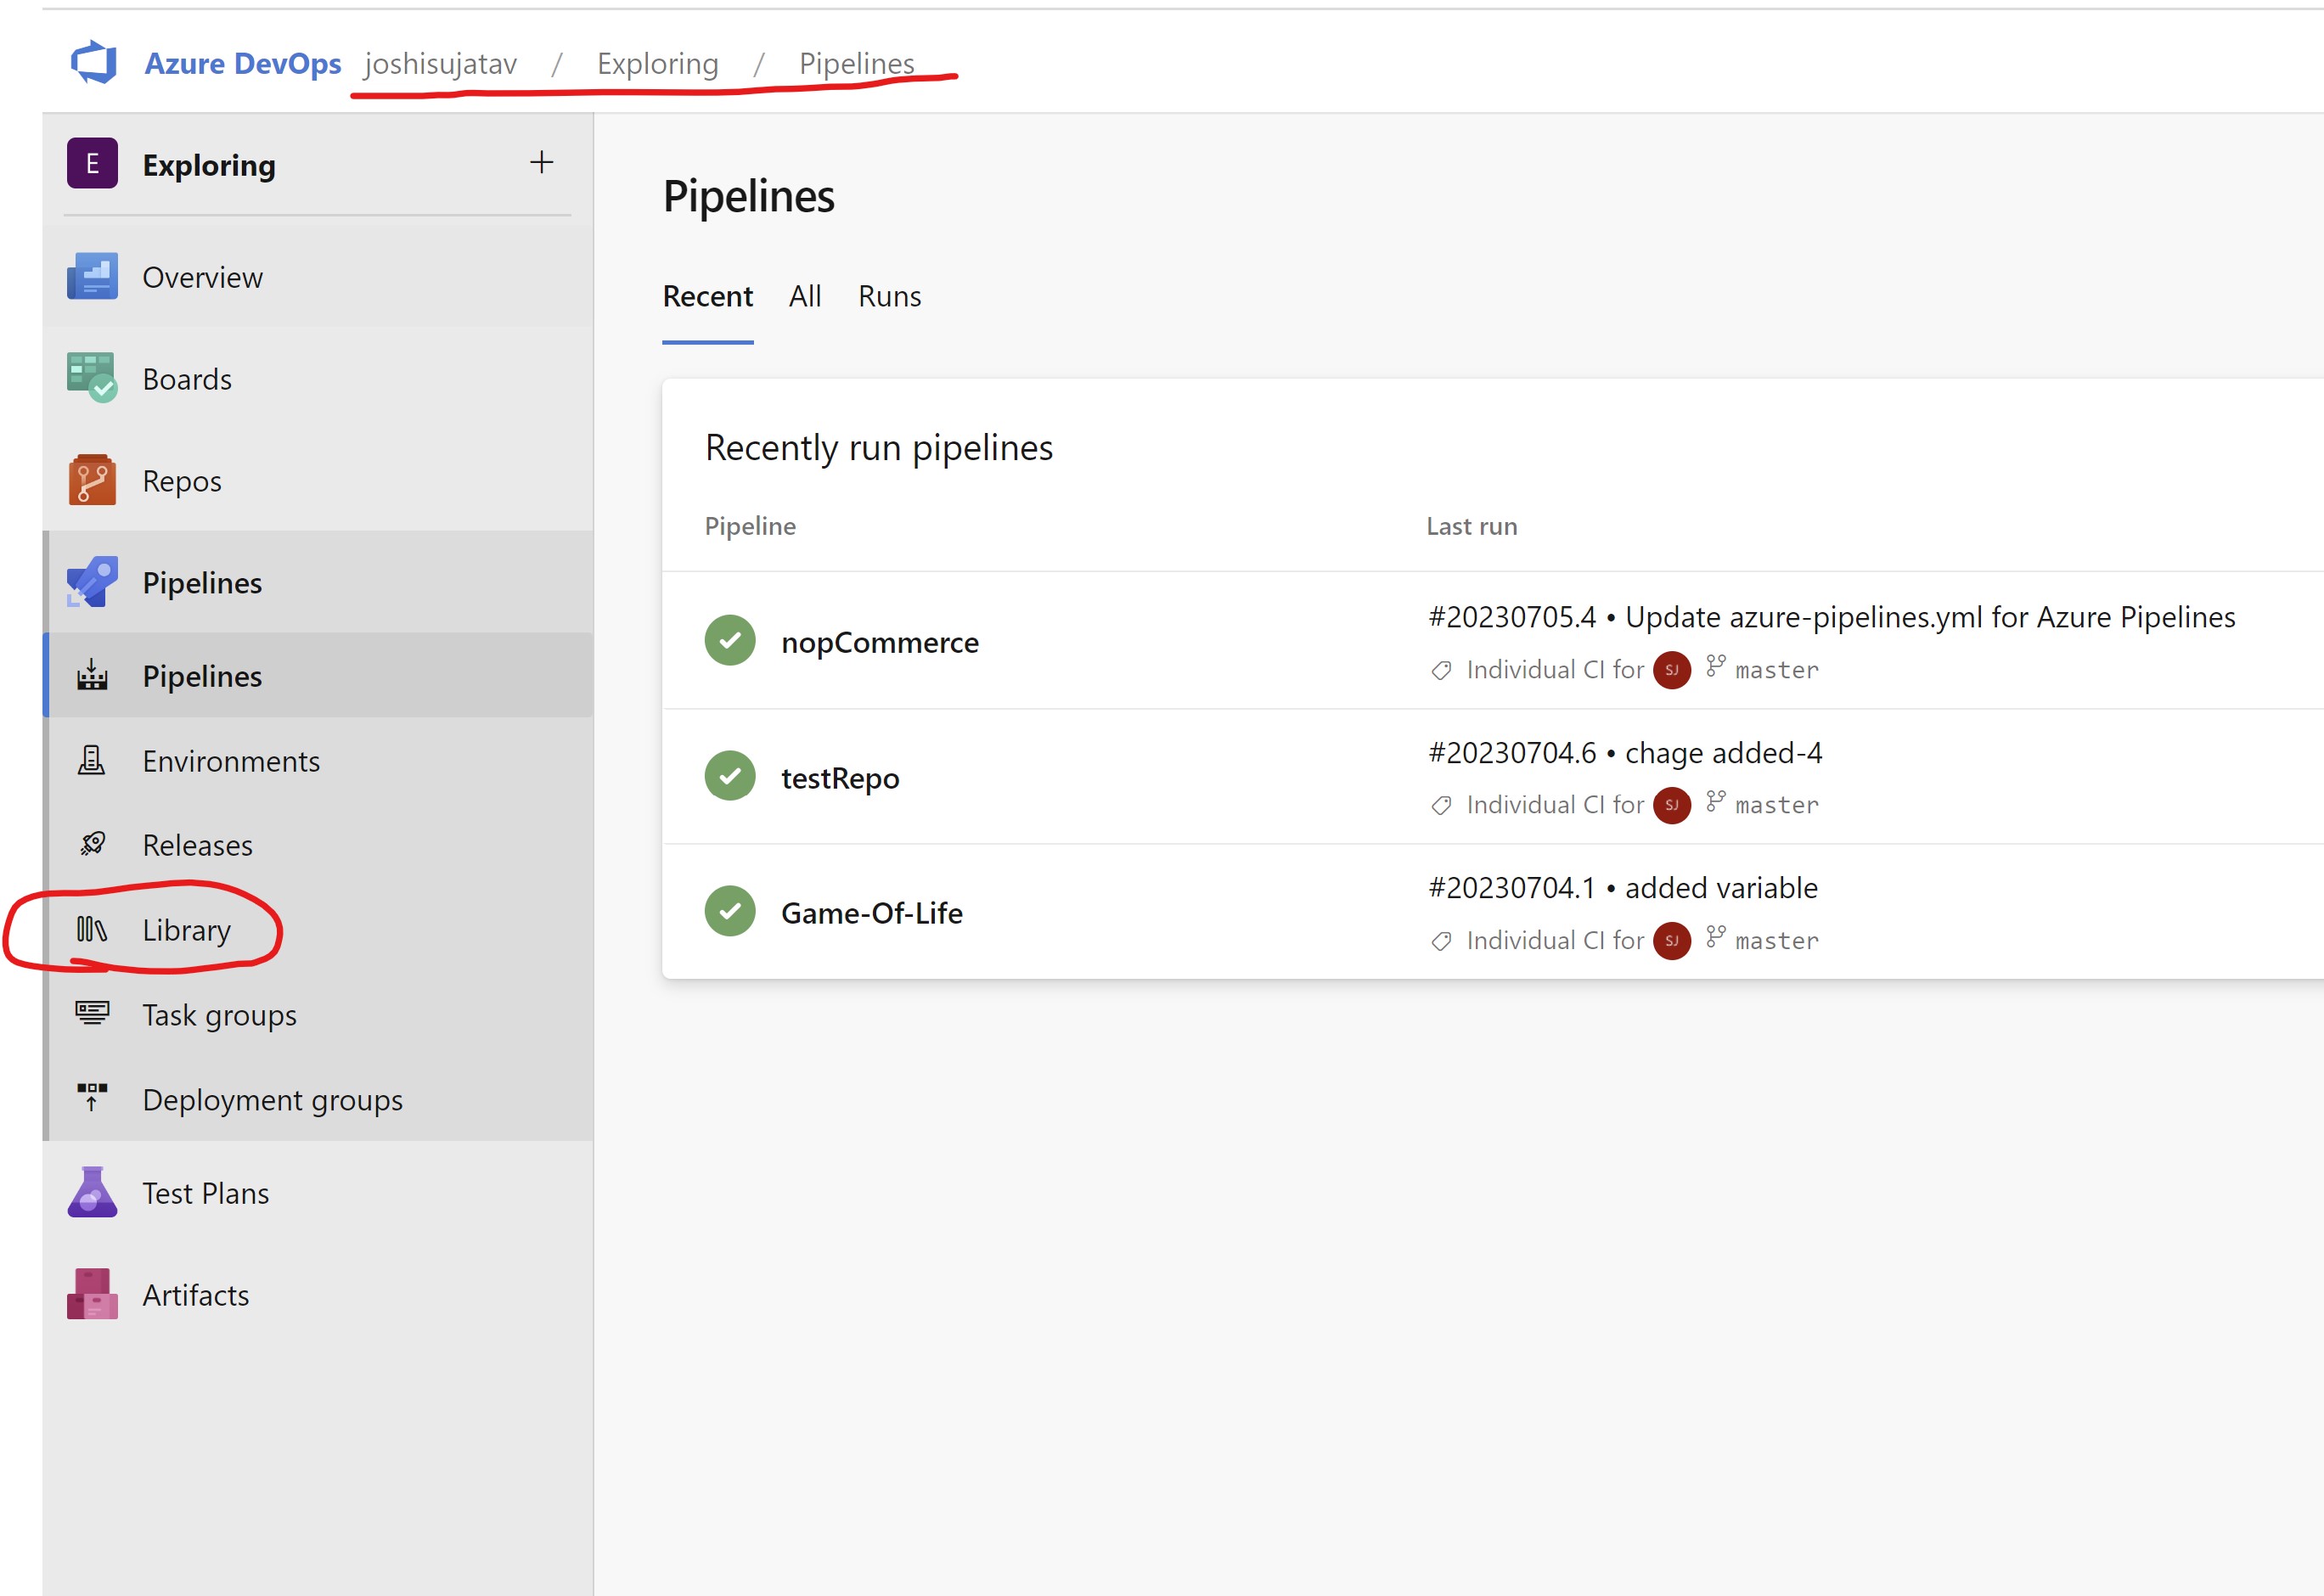 Azure DevOps joshisujatav / Exploring / Pipelines
E Exploring +
Overview
Boards
Repos
Pipelines
Pipelines
Environments
Releases
Library
Task groups
Deployment groups
Test Plans
Artifacts
Pipelines
Recent All Runs
Recently run pipelines
Pipeline Last run
nopCommerce #20230705.4 • Update azure-pipelines.yml for Azure Pipelines
Individual CI for SJ master
testRepo #20230704.6 • chage added-4
Individual CI for SJ master
Game-Of-Life #20230704.1 • added variable
Individual CI for SJ master